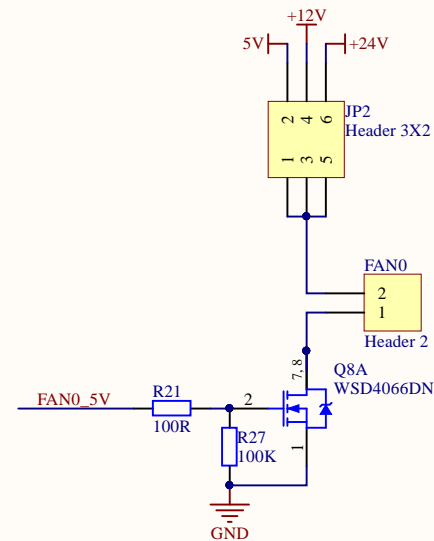 +12V
5V
+24V
2
4
6
JP2
Header 3X2
1
3
5
FAN0
2
1
Header 2
7, 8
Q8A
WSD4066DN
R21
2
FAN0_5V
100R
R27
100K
1
GND